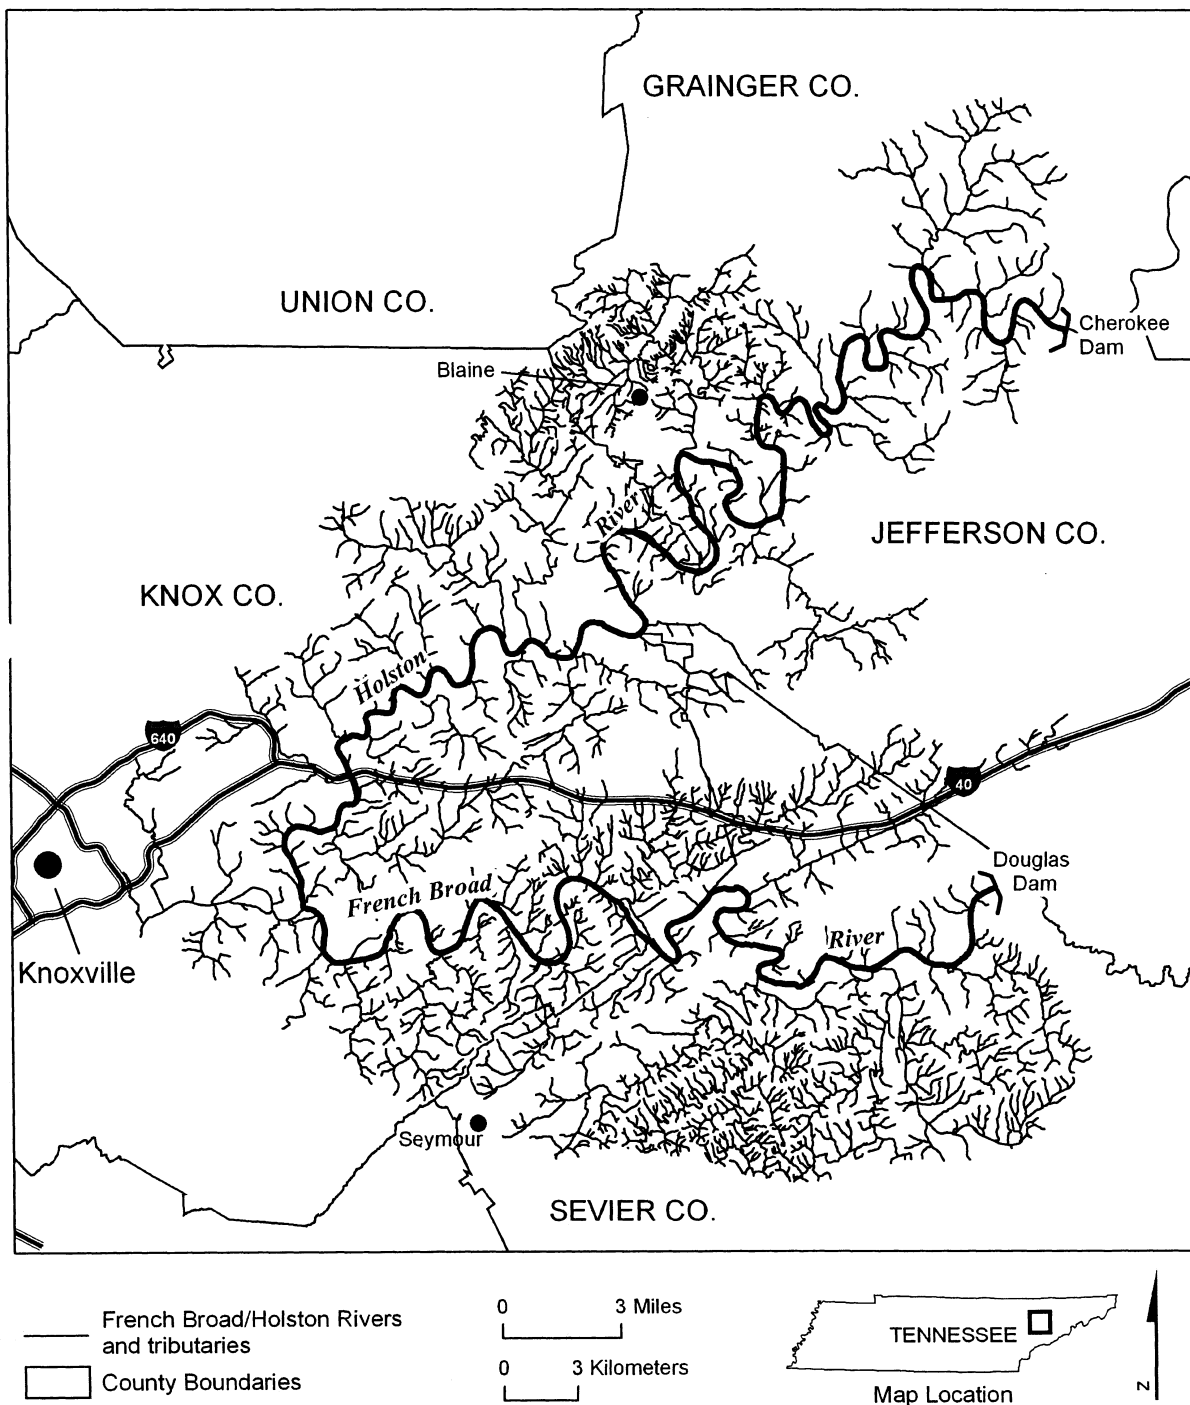 GRAINGER CO.
UNION CO.
Cherokee
Dam
Blaine
River
JEFFERSON CO.
KNOX CO.
Holston
640
40
Douglas
Dam
French Broad
River
Knoxville
Seymour
SEVIER CO.
French Broad/Holston Rivers
and tributaries
County Boundaries
0 3 Miles
0 3 Kilometers
TENNESSEE
Map Location
N